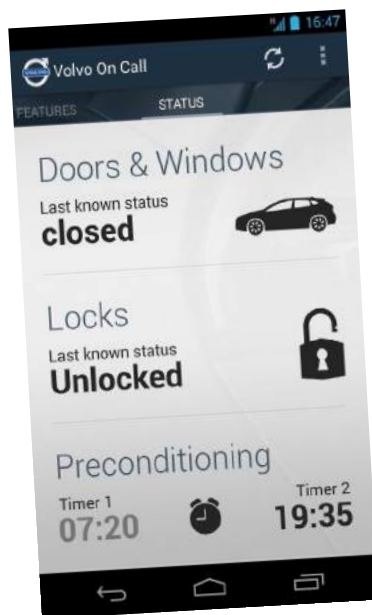 16:47
Volvo On Call
FEATURES STATUS
Doors & Windows
Last known status
closed
Locks
Last known status
Unlocked
Preconditioning
Timer 1 Timer 2
07:20 19:35